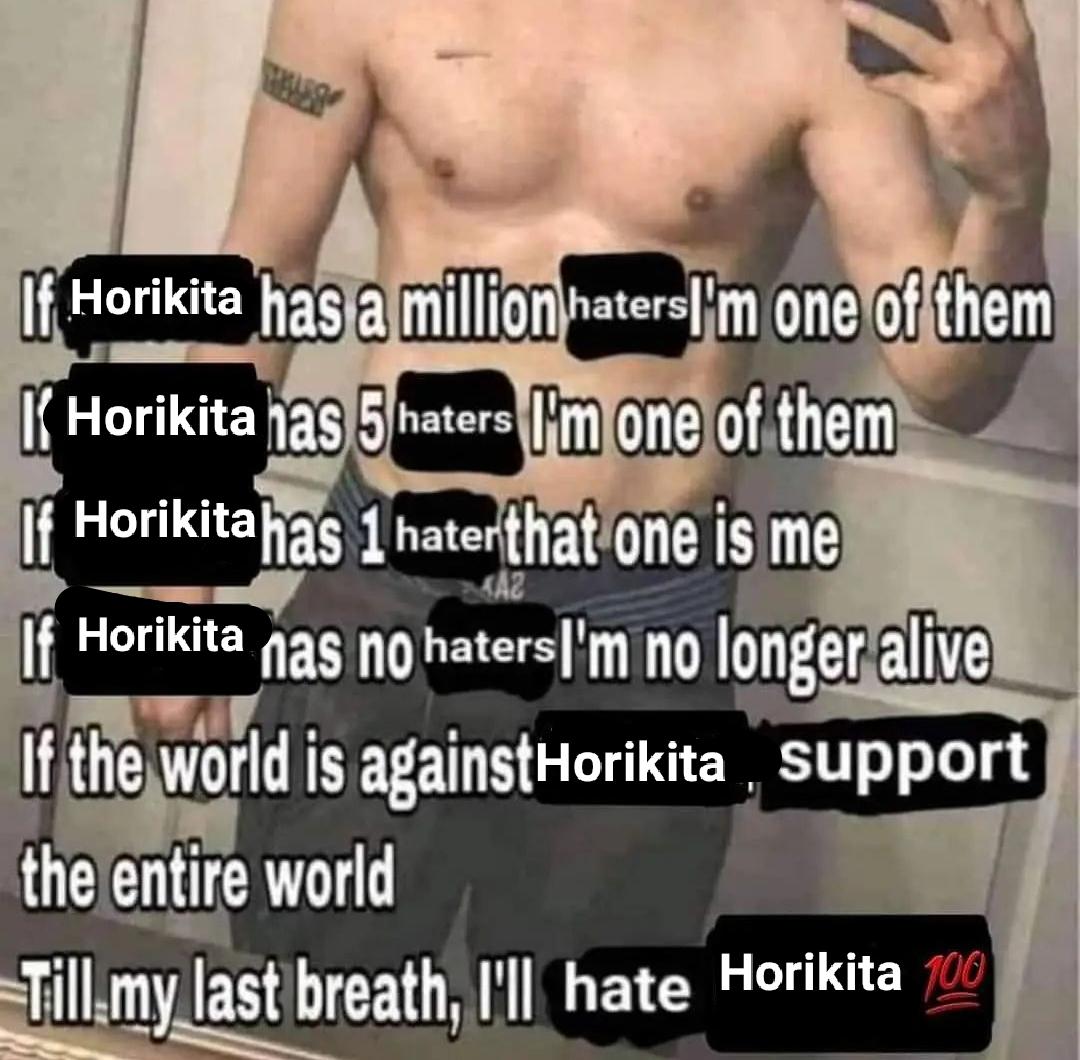 If Horikita has a million haters I'm one of them
If Horikita has 5 haters I'm one of them
If Horikita has 1 hater that one is me
If Horikita has no haters I'm no longer alive
If the world is against Horikita, support
the entire world
Till my last breath, I'll hate Horikita 💯